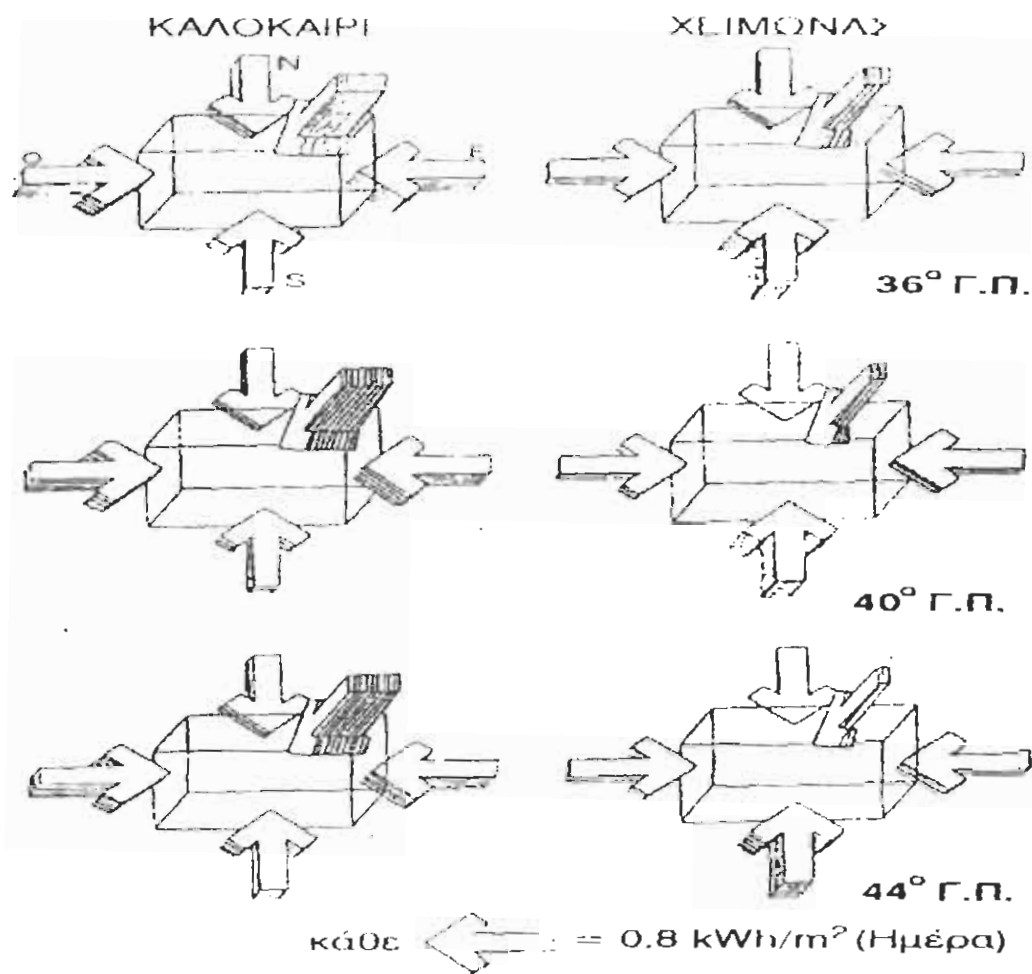 ΚΑΛΟΚΑΙΡΙ ΧΕΙΜΩΝΑΣ
N
O E
S
36° Γ.Π.
40° Γ.Π.
44° Γ.Π.
κάθε = 0.8 kWh/m² (Ημέρα)